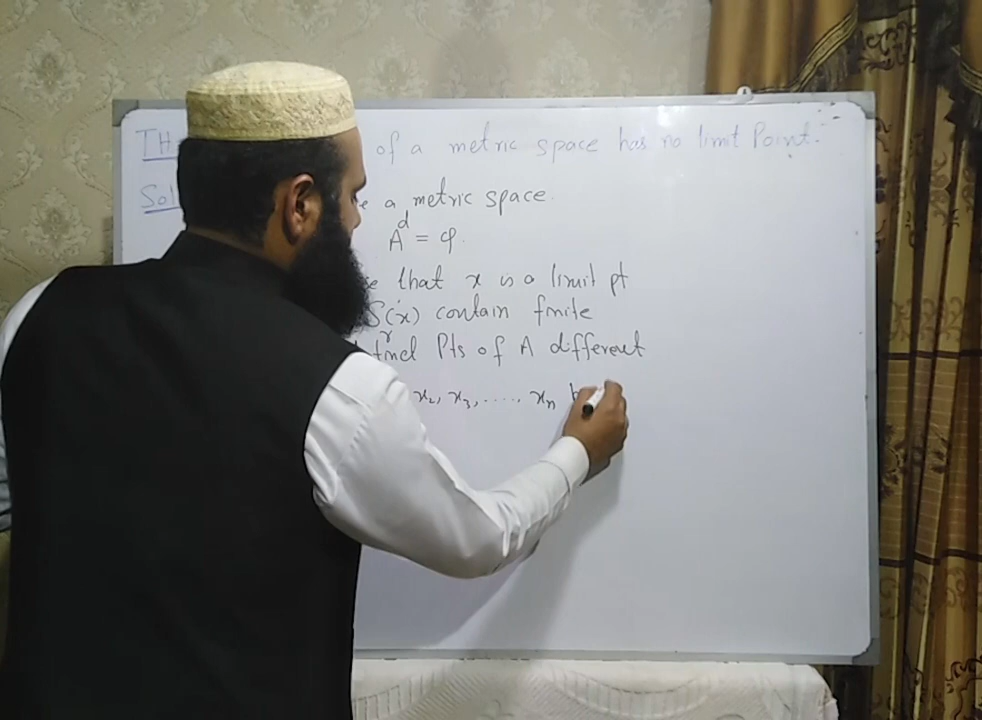 TH of a metric space has no limit Point.
Sol a metric space.
A^d = φ.
that x is a limit pt
S_r(x) contain finite
Pts of A different
x₂, x₃, ....., xₙ